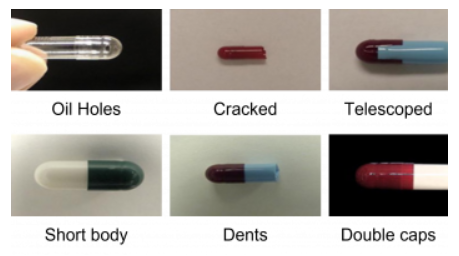 Oil Holes
Cracked
Telescoped
Short body
Dents
Double caps